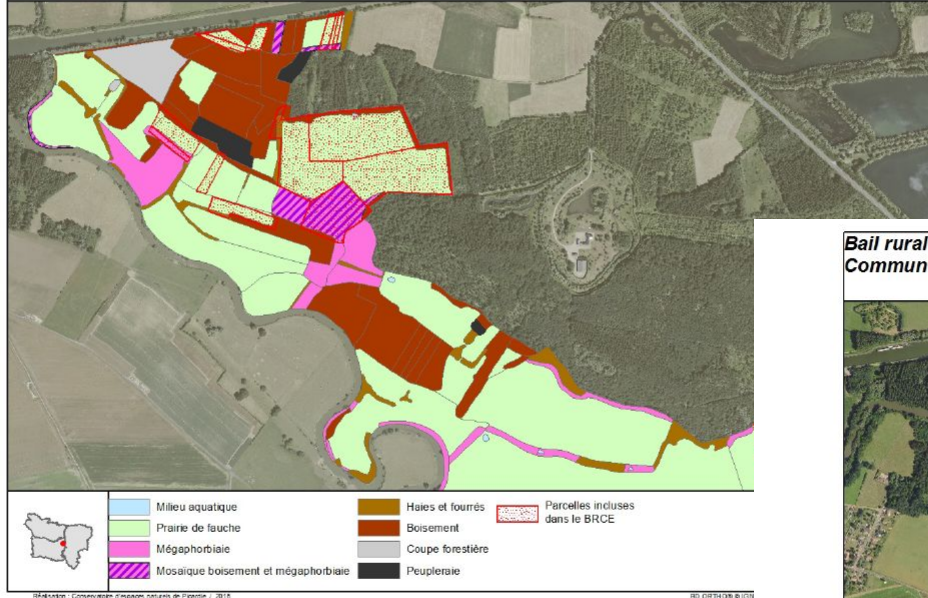 Bail rural
Commun
Milieu aquatique
Prairie de fauche
Mégaphorbiaie
Mosaïque boisement et mégaphorbiaie
Haies et fourrés
Boisement
Coupe forestière
Peupleraie
Parcelles incluses
dans le BRCE
Réalisation : Conservatoire d'espaces naturels de Picardie / 2018
BD ORTHO® © IGN